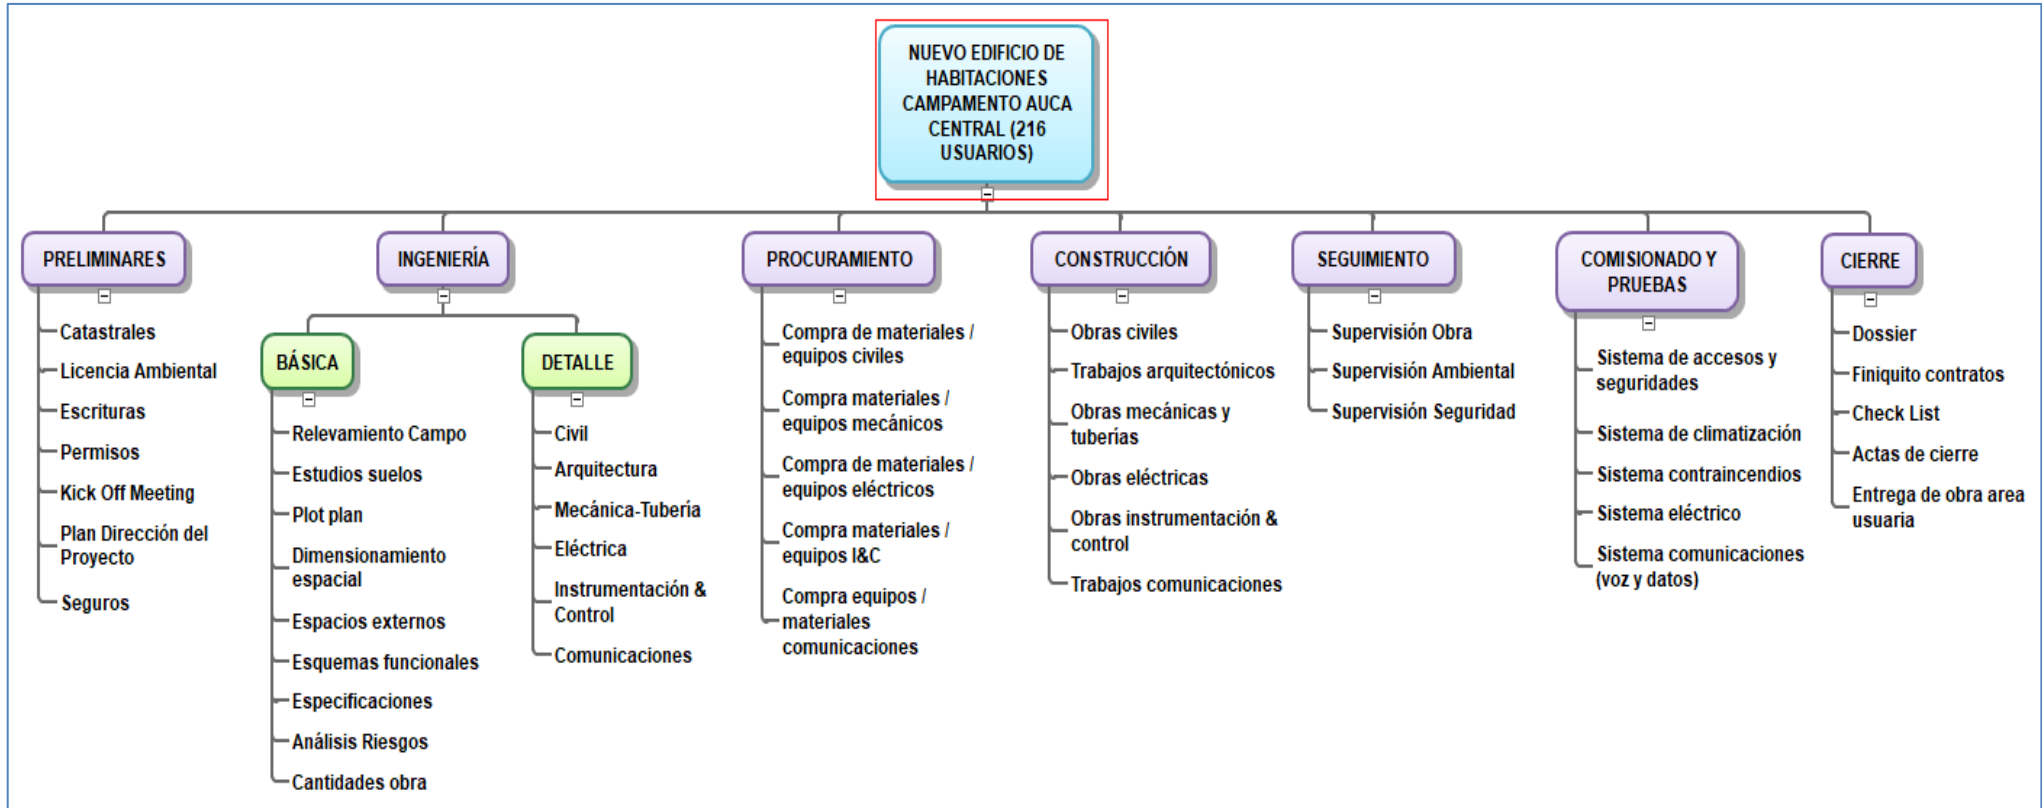 NUEVO EDIFICIO DE
HABITACIONES
CAMPAMENTO AUCA
CENTRAL (216
USUARIOS)
PRELIMINARES
Catastrales
Licencia Ambiental
Escrituras
Permisos
Kick Off Meeting
Plan Dirección del
Proyecto
Seguros
INGENIERÍA
BÁSICA
Relevamiento Campo
Estudios suelos
Plot plan
Dimensionamiento
espacial
Espacios externos
Esquemas funcionales
Especificaciones
Análisis Riesgos
Cantidades obra
DETALLE
Civil
Arquitectura
Mecánica-Tubería
Eléctrica
Instrumentación &
Control
Comunicaciones
PROCURAMIENTO
Compra de materiales /
equipos civiles
Compra materiales /
equipos mecánicos
Compra de materiales /
equipos eléctricos
Compra materiales /
equipos I&C
Compra equipos /
materiales
comunicaciones
CONSTRUCCIÓN
Obras civiles
Trabajos arquitectónicos
Obras mecánicas y
tuberías
Obras eléctricas
Obras instrumentación &
control
Trabajos comunicaciones
SEGUIMIENTO
Supervisión Obra
Supervisión Ambiental
Supervisión Seguridad
COMISIONADO Y
PRUEBAS
Sistema de accesos y
seguridades
Sistema de climatización
Sistema contraincendios
Sistema eléctrico
Sistema comunicaciones
(voz y datos)
CIERRE
Dossier
Finiquito contratos
Check List
Actas de cierre
Entrega de obra area
usuaria